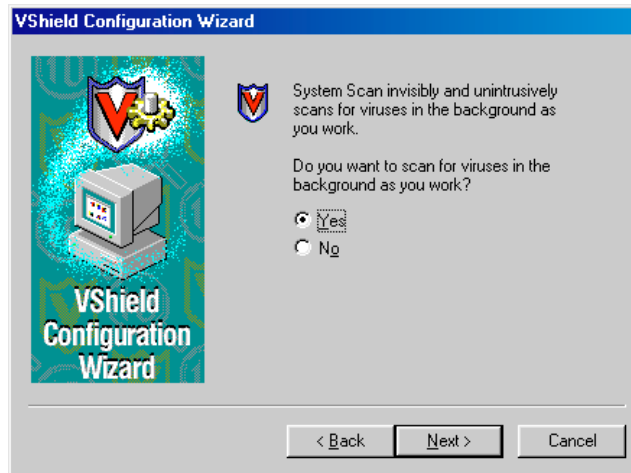 VShield Configuration Wizard
System Scan invisibly and unintrusively
scans for viruses in the background as
you work.
Do you want to scan for viruses in the
background as you work?
Yes
No
VShield
Configuration
Wizard
< Back
Next >
Cancel